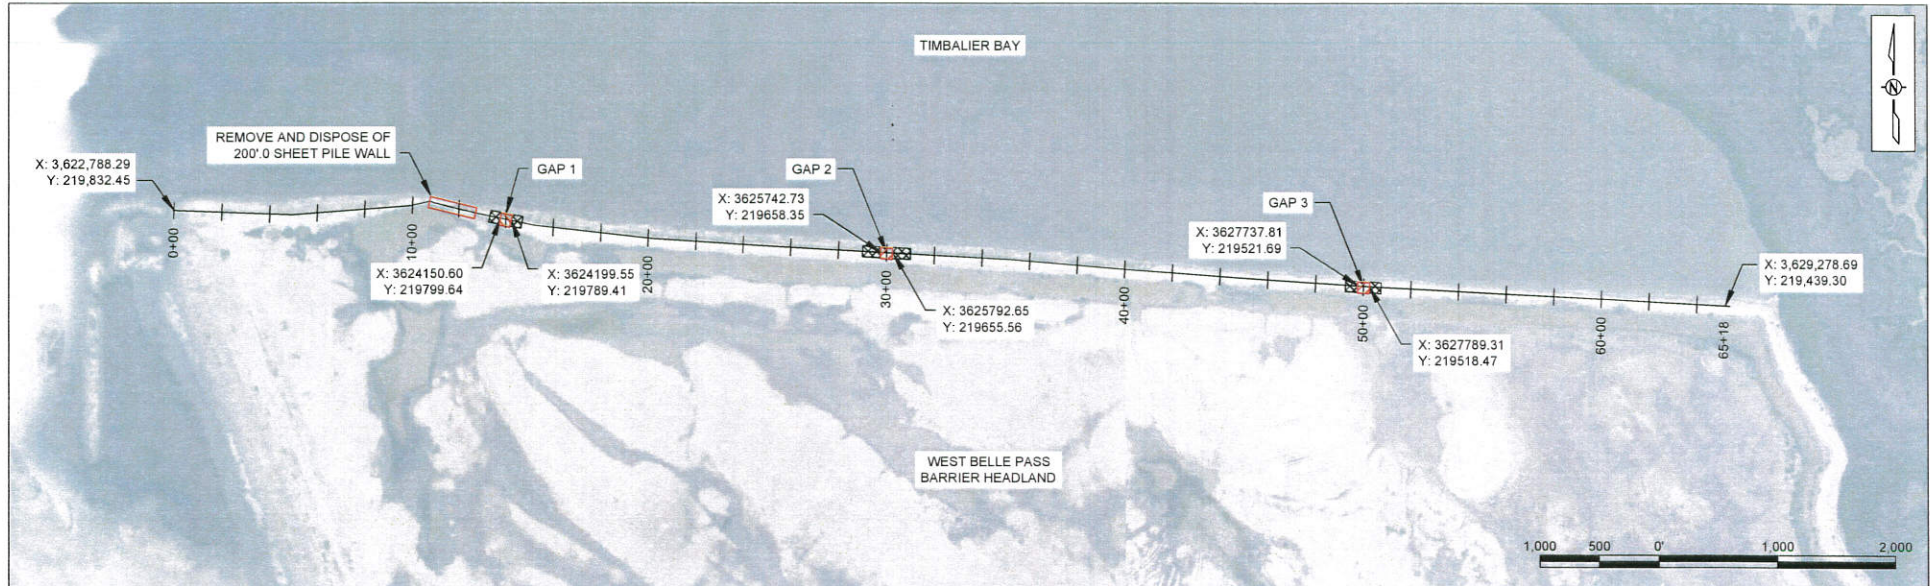 TIMBALIER BAY
N
REMOVE AND DISPOSE OF
200'.0 SHEET PILE WALL
X: 3,622,788.29
Y: 219,832.45
GAP 1
GAP 2
X: 3625742.73
Y: 219658.35
GAP 3
X: 3627737.81
Y: 219521.69
X: 3,629,278.69
Y: 219,439.30
0+00
10+00
X: 3624150.60
Y: 219799.64
X: 3624199.55
Y: 219789.41
20+00
30+00
X: 3625792.65
Y: 219655.56
40+00
50+00
X: 3627789.31
Y: 219518.47
60+00
65+18
WEST BELLE PASS
BARRIER HEADLAND
1,000 500 0' 1,000 2,000